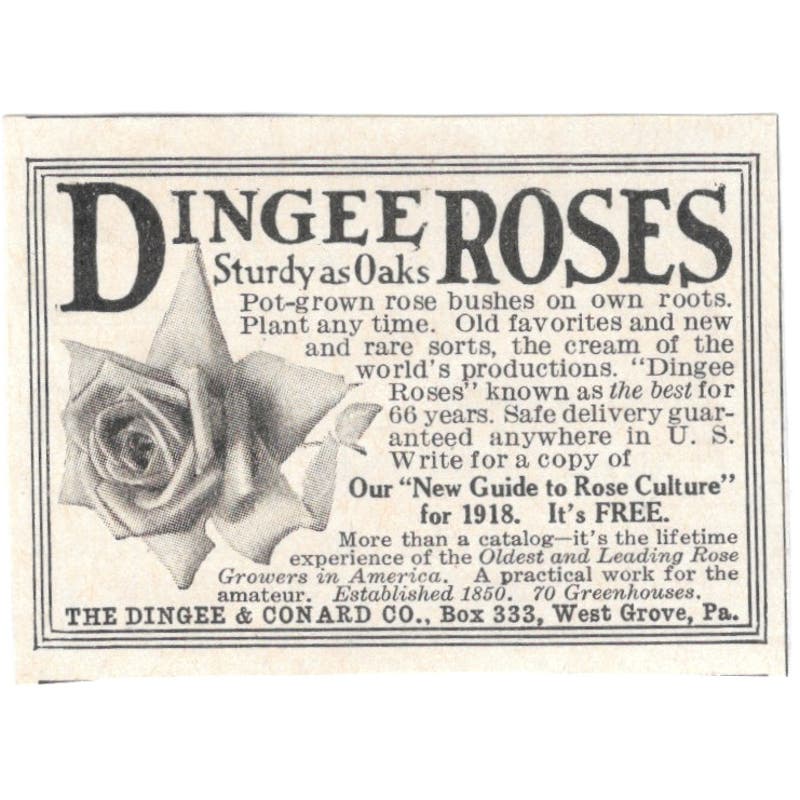 DINGEE ROSES
Sturdy as Oaks
Pot-grown rose bushes on own roots.
Plant any time. Old favorites and new
and rare sorts, the cream of the
world's productions. "Dingee
Roses" known as the best for
66 years. Safe delivery guar-
anteed anywhere in U. S.
Write for a copy of
Our "New Guide to Rose Culture"
for 1918. It's FREE.
More than a catalog—it's the lifetime
experience of the Oldest and Leading Rose
Growers in America. A practical work for the
amateur. Established 1850. 70 Greenhouses.
THE DINGEE & CONARD CO., Box 333, West Grove, Pa.